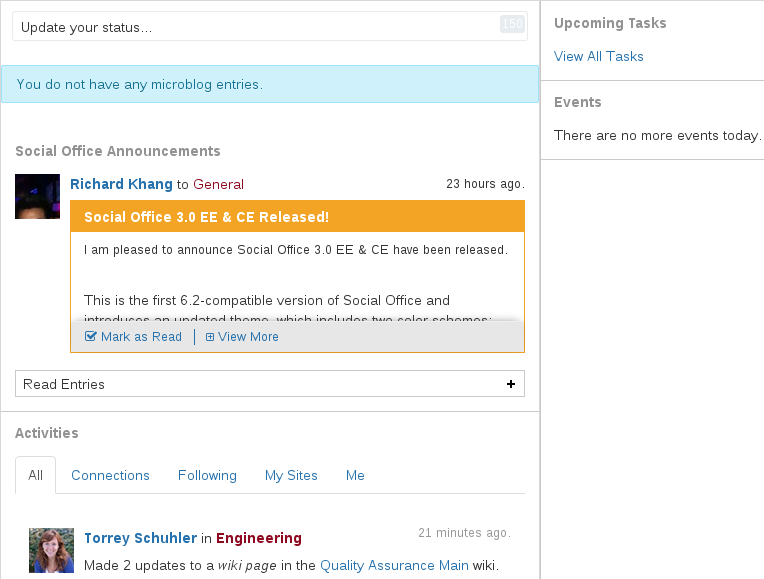 Update your status...
150
You do not have any microblog entries.
Social Office Announcements
Richard Khang to General
23 hours ago.
Social Office 3.0 EE & CE Released!
I am pleased to announce Social Office 3.0 EE & CE have been released.
This is the first 6.2-compatible version of Social Office and
introduces an updated theme, which includes two color schemes:
Mark as Read
View More
Read Entries
Activities
All
Connections
Following
My Sites
Me
Torrey Schuhler in Engineering
21 minutes ago.
Made 2 updates to a wiki page in the Quality Assurance Main wiki.
Upcoming Tasks
View All Tasks
Events
There are no more events today.